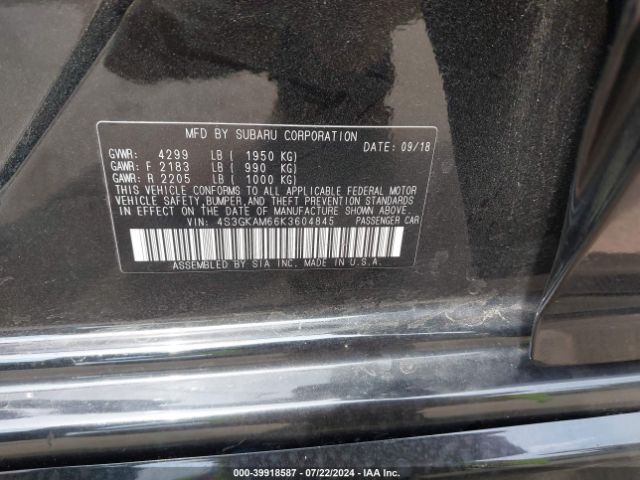 MFD BY SUBARU CORPORATION
DATE: 09/18
GVWR: 4299 LB ( 1950 KG)
GAWR: F 2183 LB ( 990 KG)
GAWR: R 2205 LB ( 1000 KG)
THIS VEHICLE CONFORMS TO ALL APPLICABLE FEDERAL MOTOR
VEHICLE SAFETY, BUMPER, AND THEFT PREVENTION STANDARDS
IN EFFECT ON THE DATE OF MANUFACTURE SHOWN ABOVE.
VIN: 4S3GKAM66K3604845 PASSENGER CAR
ASSEMBLED BY SIA INC. MADE IN U.S.A.
000-39918587 - 07/22/2024 - IAA Inc.